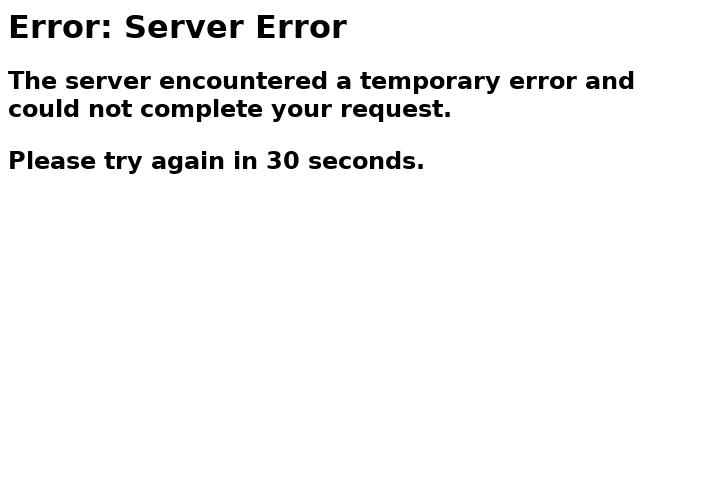 Error: Server Error
The server encountered a temporary error and
could not complete your request.
Please try again in 30 seconds.